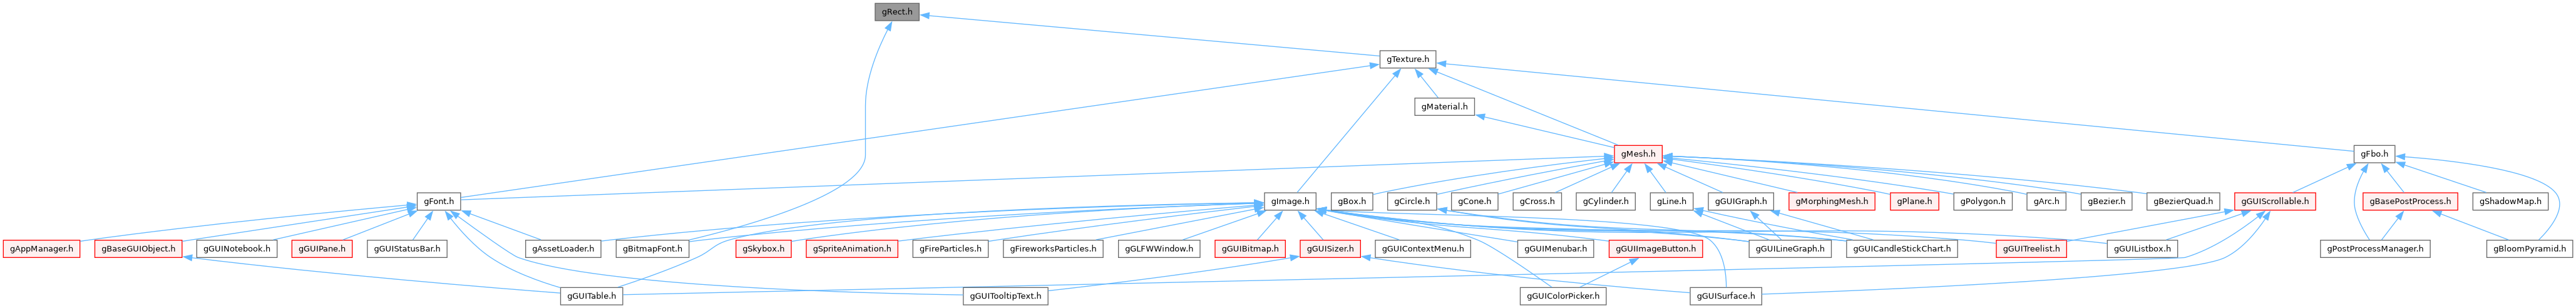 gRect.h
gTexture.h
gMaterial.h
gMesh.h
gFbo.h
gFont.h
gImage.h
gBox.h
gCircle.h
gCone.h
gCross.h
gCylinder.h
gLine.h
gGUIGraph.h
gMorphingMesh.h
gPlane.h
gPolygon.h
gArc.h
gBezier.h
gBezierQuad.h
gGUIScrollable.h
gBasePostProcess.h
gShadowMap.h
gAppManager.h
gBaseGUIObject.h
gGUINotebook.h
gGUIPane.h
gGUIStatusBar.h
gAssetLoader.h
gBitmapFont.h
gSkybox.h
gSpriteAnimation.h
gFireParticles.h
gFireworksParticles.h
gGLFWWindow.h
gGUIBitmap.h
gGUISizer.h
gGUIContextMenu.h
gGUIMenubar.h
gGUIImageButton.h
gGUILineGraph.h
gGUICandleStickChart.h
gGUITreelist.h
gGUIListbox.h
gPostProcessManager.h
gBloomPyramid.h
gGUITable.h
gGUITooltipText.h
gGUIColorPicker.h
gGUISurface.h